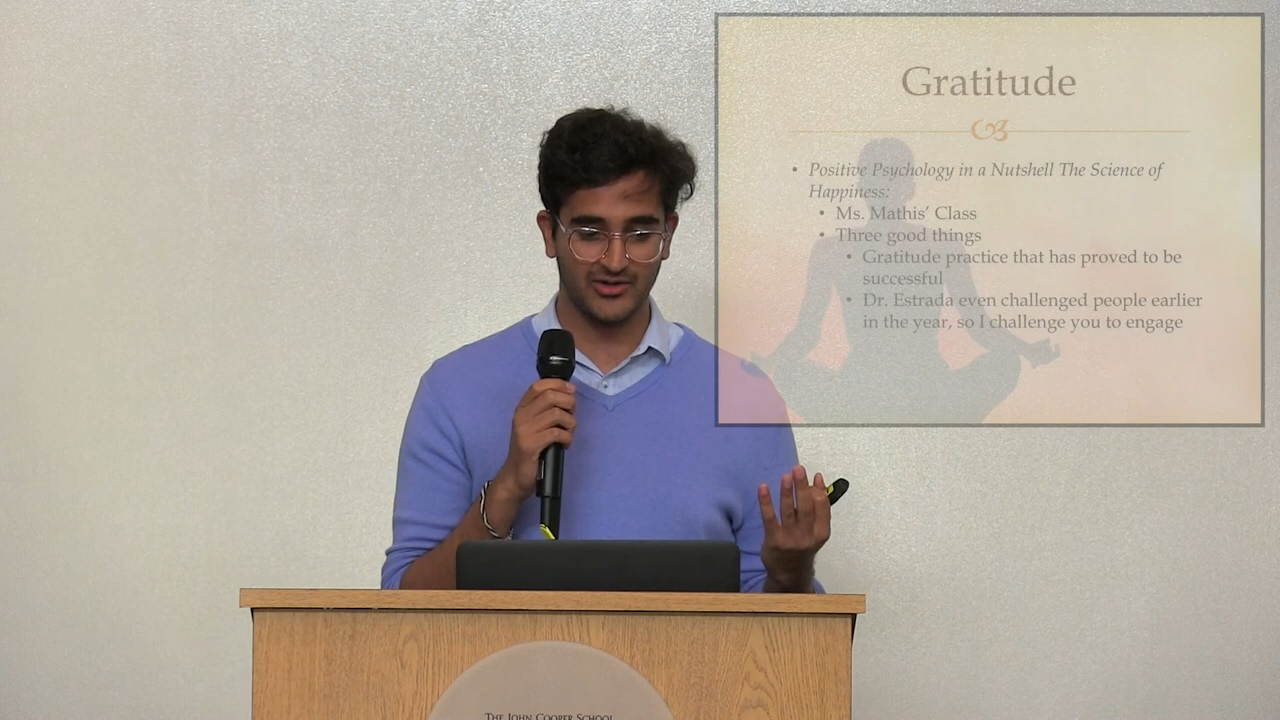 Gratitude
• Positive Psychology in a Nutshell The Science of
Happiness:
• Ms. Mathis’ Class
• Three good things
• Gratitude practice that has proved to be
successful
• Dr. Estrada even challenged people earlier
in the year, so I challenge you to engage
THE JOHN COOPER SCHOOL